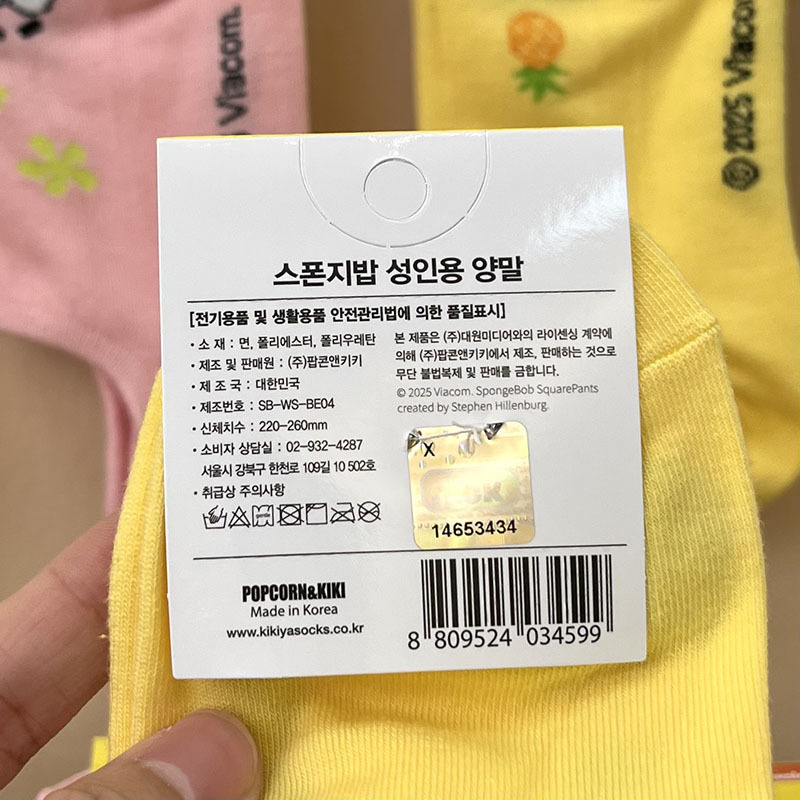 Viacom.
© 2025 Viacom
스폰지밥 성인용 양말
[전기용품 및 생활용품 안전관리법에 의한 품질표시]
• 소 재 : 면, 폴리에스터, 폴리우레탄
• 제조 및 판매원 : (주)팝콘앤키키
• 제 조 국 : 대한민국
• 제조번호 : SB-WS-BE04
• 신체치수 : 220-260mm
• 소비자 상담실 : 02-932-4287
서울시 강북구 한천로 109길 10 502호
• 취급상 주의사항
본 제품은 (주)대원미디어와의 라이센싱 계약에
의해 (주)팝콘앤키키에서 제조, 판매하는 것으로
무단 불법복제 및 판매를 금합니다.
© 2025 Viacom. SpongeBob SquarePants
created by Stephen Hillenburg.
14653434
POPCORN&KIKI
Made in Korea
www.kikiyasocks.co.kr
8 809524 034599